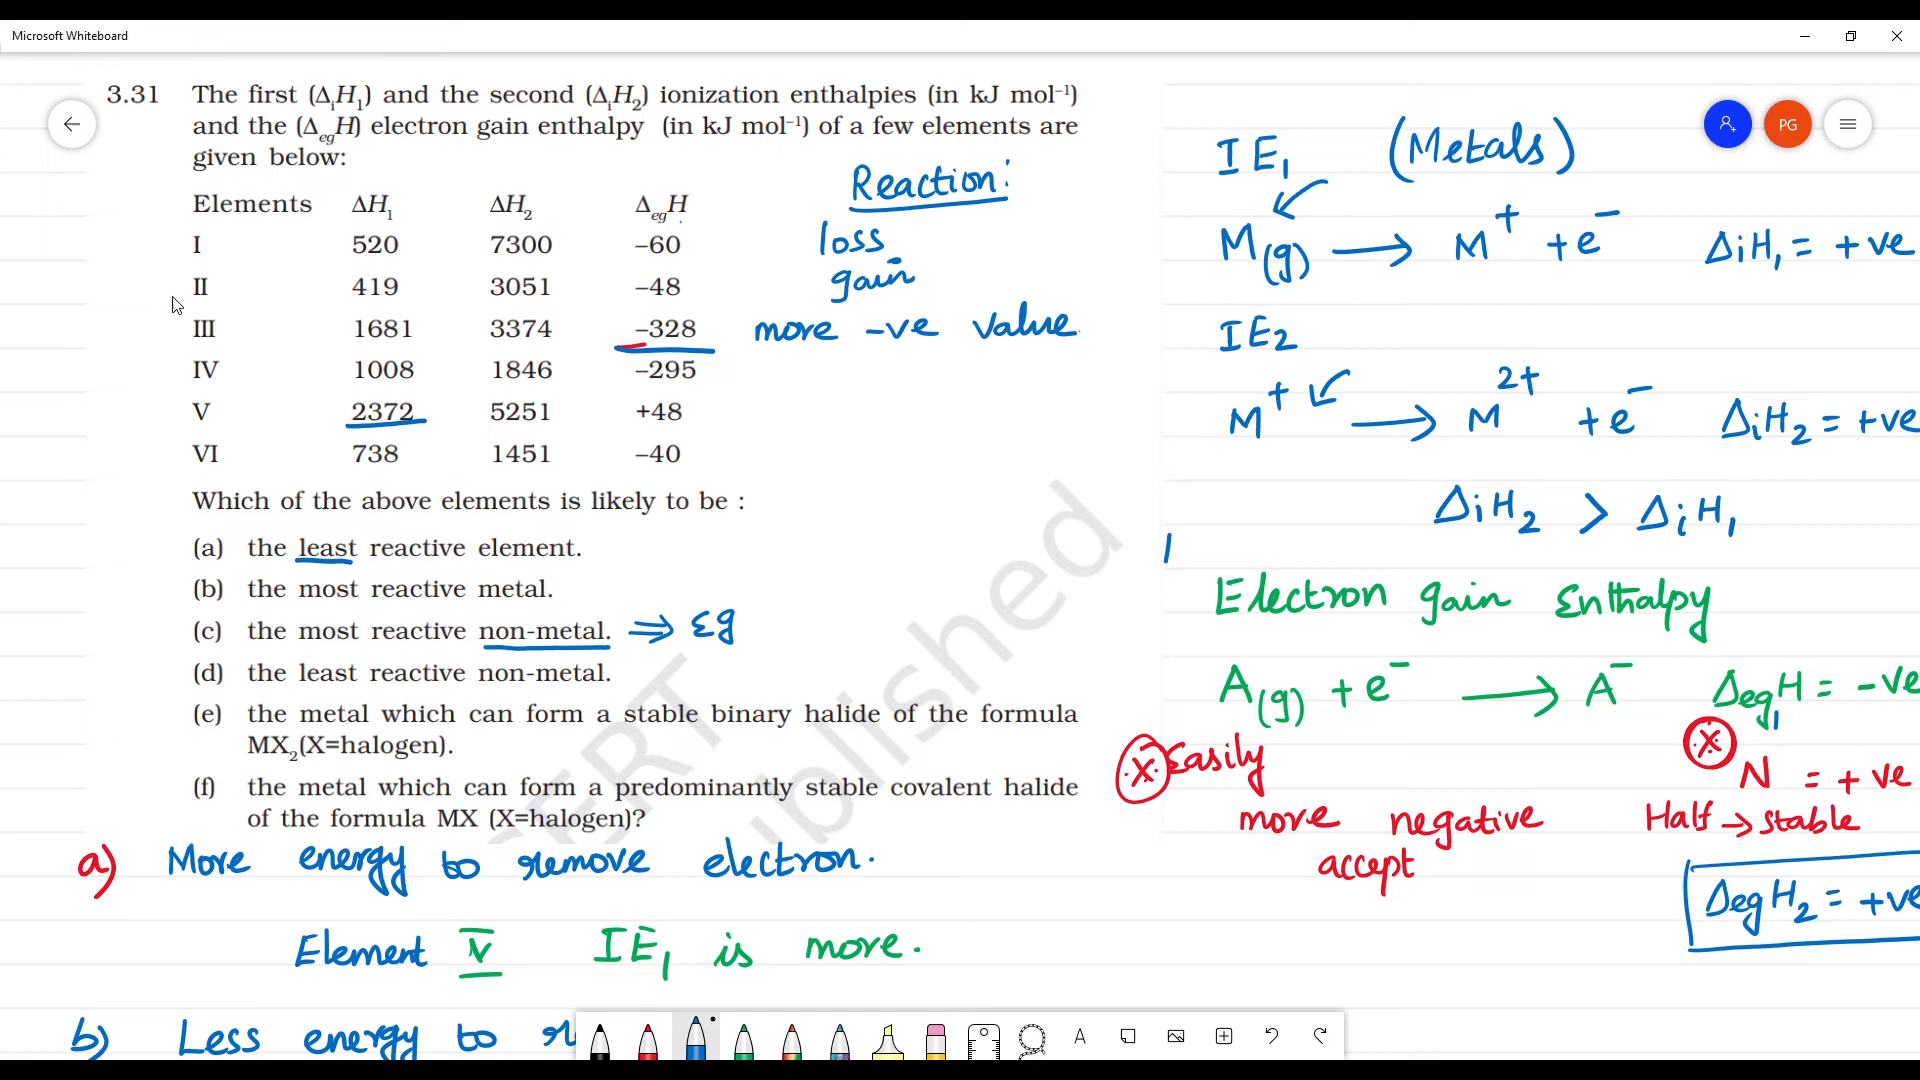 Microsoft Whiteboard
3.31 The first (ΔᵢH₁) and the second (ΔᵢH₂) ionization enthalpies (in kJ mol⁻¹)
and the (Δ_egH) electron gain enthalpy (in kJ mol⁻¹) of a few elements are
given below:
Elements ΔH₁ ΔH₂ Δ_egH
I 520 7300 –60
II 419 3051 –48
III 1681 3374 –328
IV 1008 1846 –295
V 2372 5251 +48
VI 738 1451 –40
Reaction:
loss
gain
more -ve value
Which of the above elements is likely to be :
(a) the least reactive element.
(b) the most reactive metal.
(c) the most reactive non-metal. ⇒ εg
(d) the least reactive non-metal.
(e) the metal which can form a stable binary halide of the formula
MX₂(X=halogen).
(f) the metal which can form a predominantly stable covalent halide
of the formula MX (X=halogen)?
a) More energy to remove electron.
Element V IE₁ is more.
b) Less energy to
IE₁ (Metals)
M(g) → M⁺ + e⁻ ΔiH₁ = +ve
IE₂
M⁺ → M²⁺ + e⁻ ΔiH₂ = +ve
ΔiH₂ > ΔiH₁
Electron gain Enthalpy
A(g) + e⁻ → A⁻ ΔegH₁ = -ve
X Easily
more negative
accept
X
N = + ve
Half → stable
ΔegH₂ = +ve
PG
A